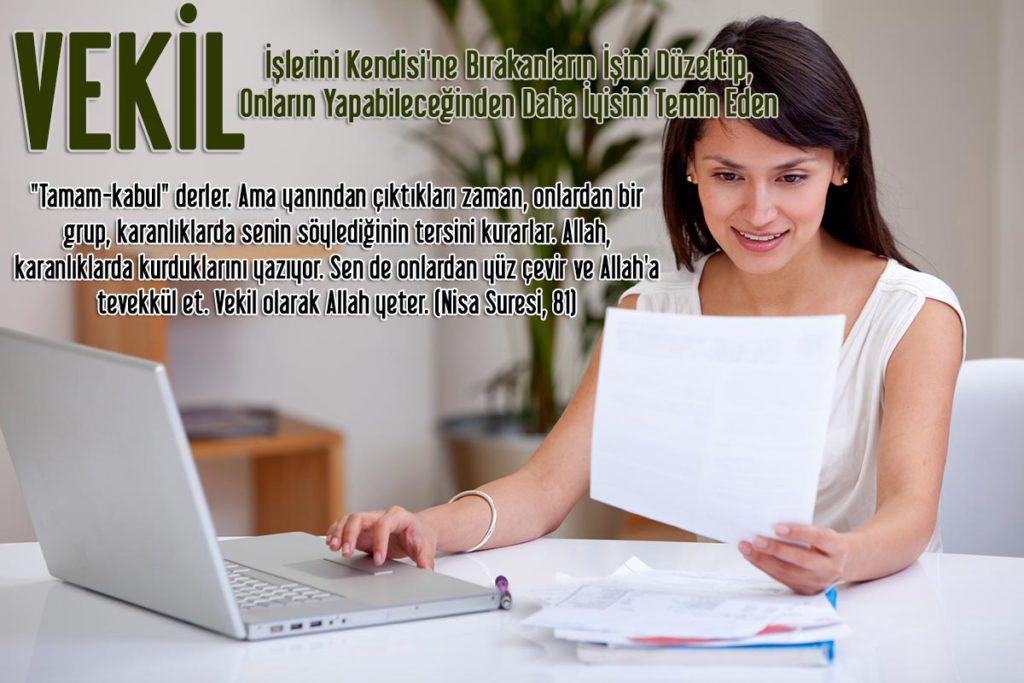 VEKİL
İşlerini Kendisi'ne Bırakanların İşini Düzeltip,
Onların Yapabileceğinden Daha İyisini Temin Eden
"Tamam-kabul" derler. Ama yanından çıktıkları zaman, onlardan bir
grup, karanlıklarda senin söylediğinin tersini kurarlar. Allah,
karanlıklarda kurduklarını yazıyor. Sen de onlardan yüz çevir ve Allah'a
tevekkül et. Vekil olarak Allah yeter. (Nisa Suresi, 81)